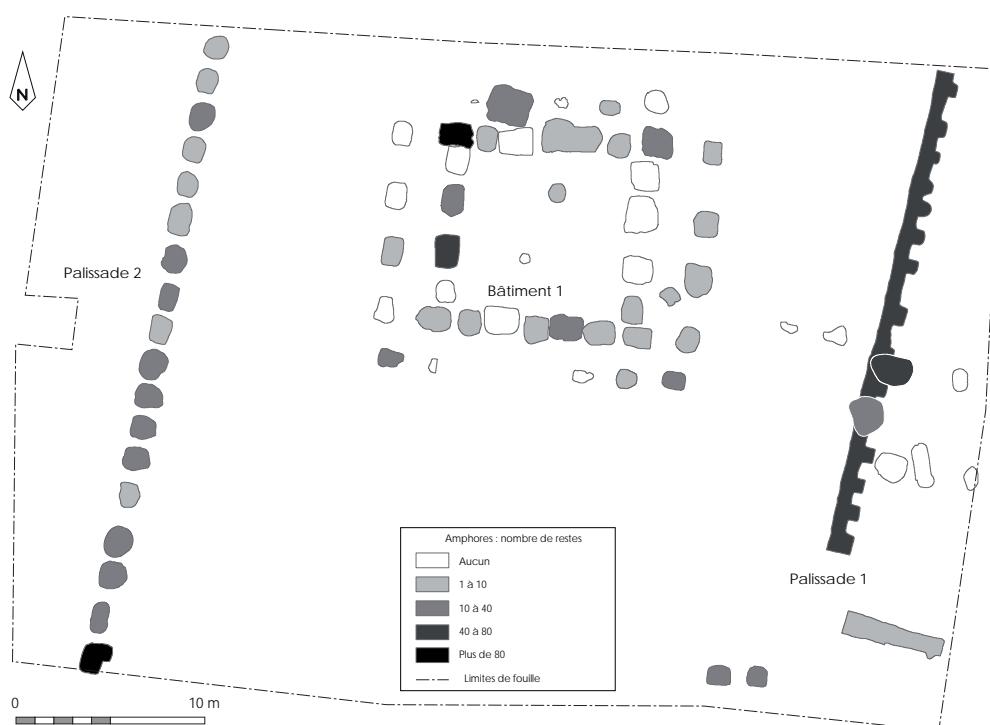 N
Palissade 2
Bâtiment 1
Amphores : nombre de restes
Aucun
1 à 10
10 à 40
40 à 80
Plus de 80
Limites de fouille
Palissade 1
0 10 m